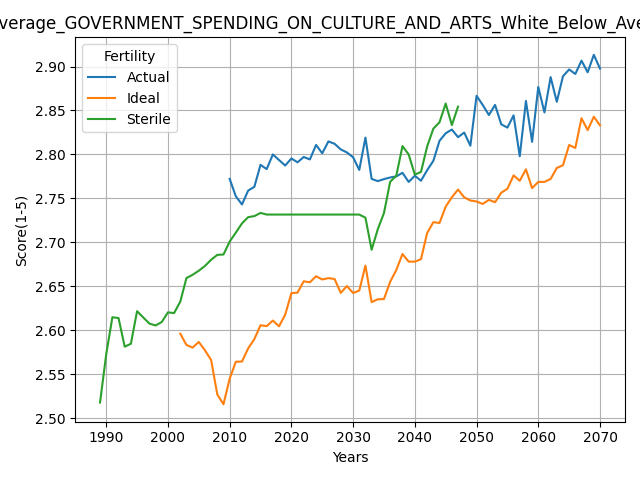 verage_GOVERNMENT_SPENDING_ON_CULTURE_AND_ARTS_White_Below_Ave
Fertility
Actual
Ideal
Sterile
Score(1-5)
2.90
2.85
2.80
2.75
2.70
2.65
2.60
2.55
2.50
1990 2000 2010 2020 2030 2040 2050 2060 2070
Years